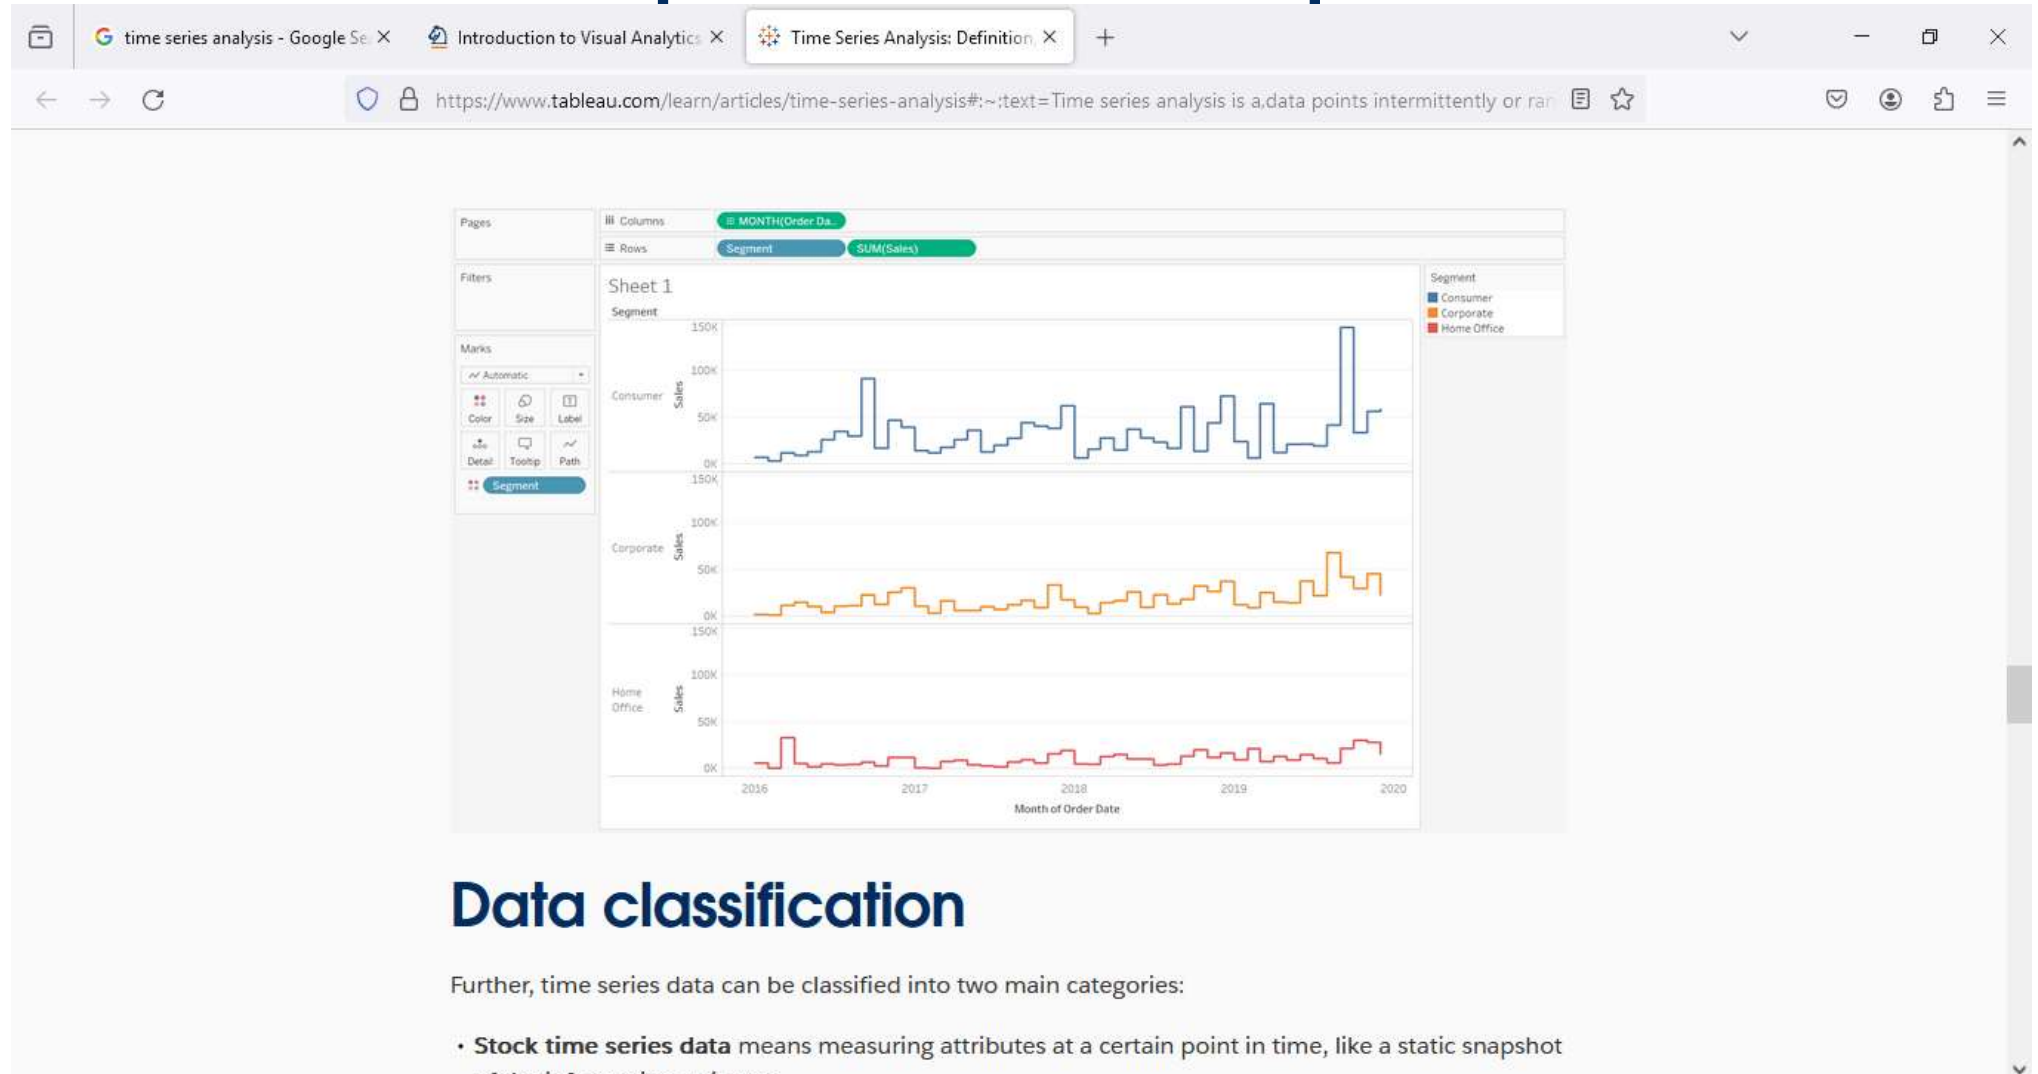 time series analysis - Google Se
Introduction to Visual Analytics
Time Series Analysis: Definition,
https://www.tableau.com/learn/articles/time-series-analysis#:~:text=Time series analysis is a,data points intermittently or ran
Pages
Columns
MONTH(Order Da..
Rows
Segment
SUM(Sales)
Filters
Marks
Automatic
Color
Size
Label
Detail
Tooltip
Path
Segment
Sheet 1
Segment
Consumer
Sales
150K
100K
50K
0K
Corporate
Sales
150K
100K
50K
0K
Home
Office
Sales
150K
100K
50K
0K
2016
2017
2018
2019
2020
Month of Order Date
Segment
Consumer
Corporate
Home Office
Data classification
Further, time series data can be classified into two main categories:
• Stock time series data means measuring attributes at a certain point in time, like a static snapshot